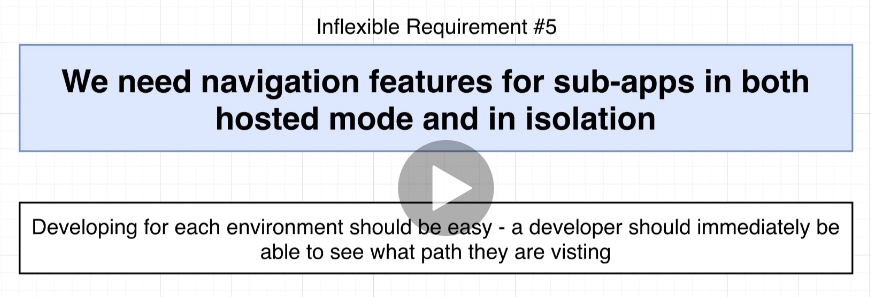 Inflexible Requirement #5
We need navigation features for sub-apps in both
hosted mode and in isolation
Developing for each environment should be easy - a developer should immediately be
able to see what path they are visting